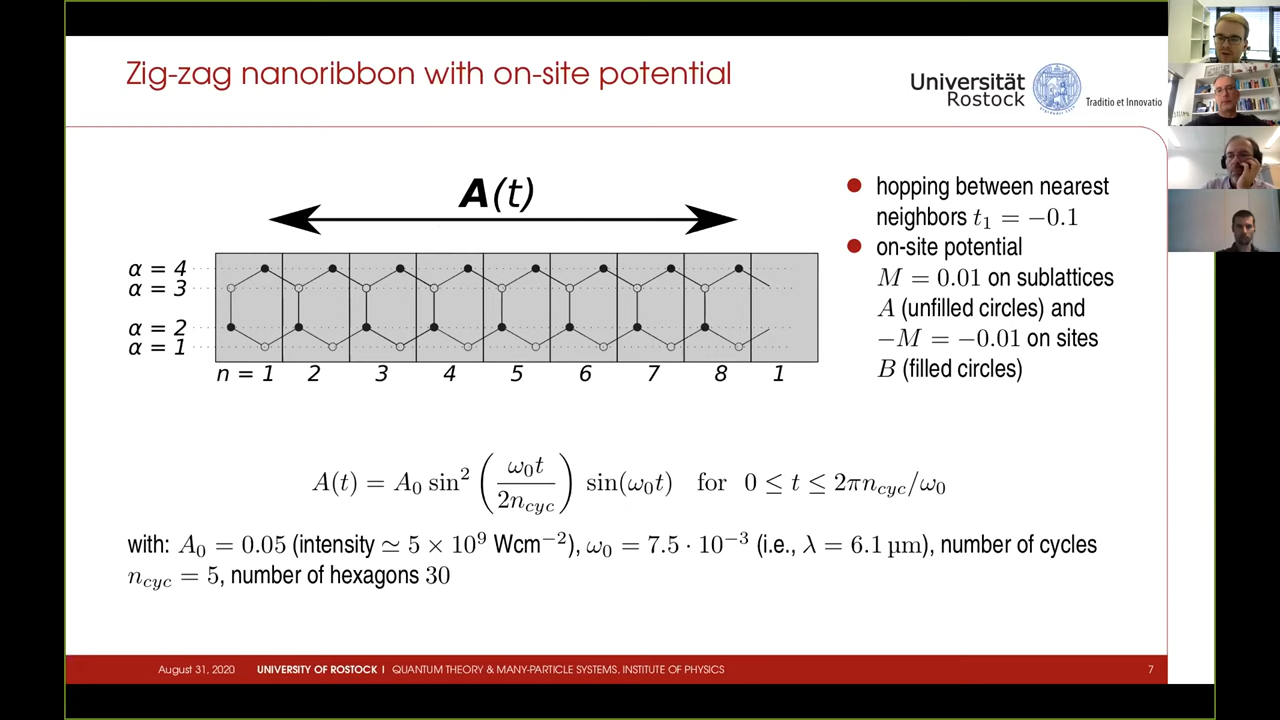 Zig-zag nanoribbon with on-site potential
Universität
Rostock
Traditio et Innovatio
A(t)
α = 4
α = 3
α = 2
α = 1
n = 1 2 3 4 5 6 7 8 1
● hopping between nearest
neighbors t₁ = −0.1
● on-site potential
M = 0.01 on sublattices
A (unfilled circles) and
−M = −0.01 on sites
B (filled circles)
A(t) = A₀ sin² (ω₀t / 2n_cyc) sin(ω₀t) for 0 ≤ t ≤ 2πn_cyc/ω₀
with: A₀ = 0.05 (intensity ≃ 5 × 10⁹ Wcm⁻²), ω₀ = 7.5 · 10⁻³ (i.e., λ = 6.1 µm), number of cycles
n_cyc = 5, number of hexagons 30
August 31, 2020 UNIVERSITY OF ROSTOCK | QUANTUM THEORY & MANY-PARTICLE SYSTEMS, INSTITUTE OF PHYSICS 7